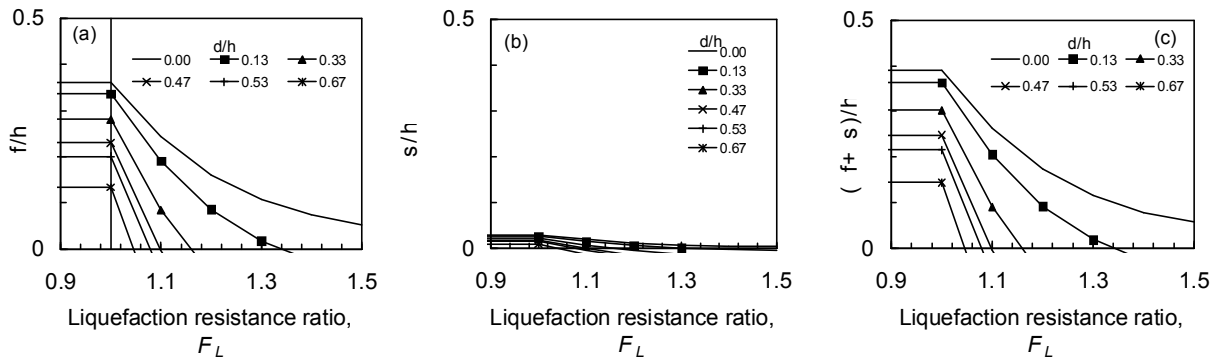 0.5
(a)
d/h
0.00 0.13 0.33
0.47 0.53 0.67
f/h
0
0.9 1.1 1.3 1.5
Liquefaction resistance ratio,
F_L
0.5
(b)
d/h
0.00
0.13
0.33
0.47
0.53
0.67
s/h
0
0.9 1.1 1.3 1.5
Liquefaction resistance ratio,
F_L
0.5
(c)
d/h
0.00 0.13 0.33
0.47 0.53 0.67
( f+ s)/h
0
0.9 1.1 1.3 1.5
Liquefaction resistance ratio,
F_L